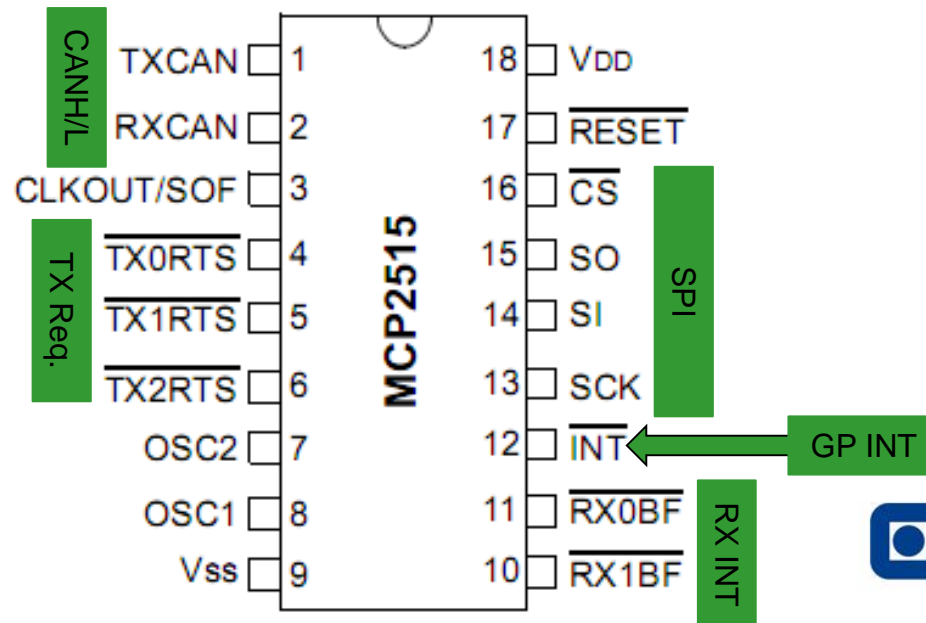 CANH/L
TXCAN 1
RXCAN 2
CLKOUT/SOF 3
TX Req.
TX0RTS 4
TX1RTS 5
TX2RTS 6
OSC2 7
OSC1 8
Vss 9
MCP2515
18 VDD
17 RESET
16 CS
15 SO
14 SI
13 SCK
SPI
12 INT
GP INT
11 RX0BF
10 RX1BF
RX INT